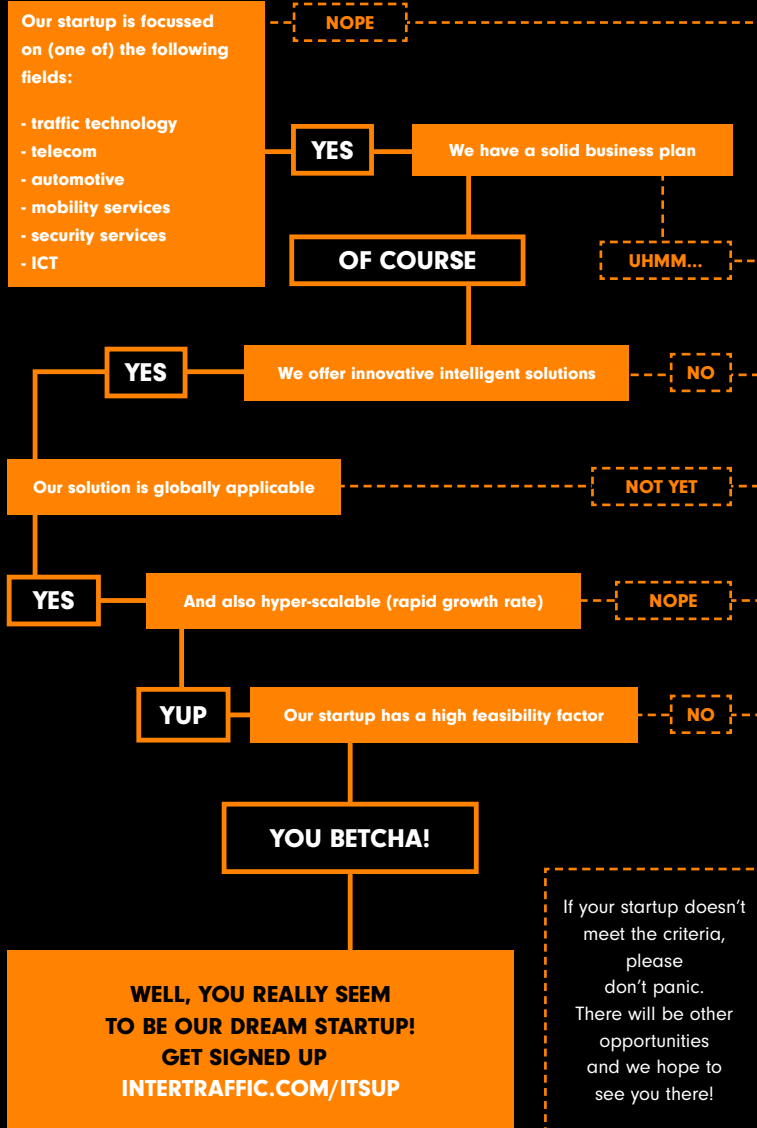 Our startup is focussed
on (one of) the following
fields:
- traffic technology
- telecom
- automotive
- mobility services
- security services
- ICT
NOPE
YES
We have a solid business plan
OF COURSE
UHMM...
YES
We offer innovative intelligent solutions
NO
Our solution is globally applicable
NOT YET
YES
And also hyper-scalable (rapid growth rate)
NOPE
YUP
Our startup has a high feasibility factor
NO
YOU BETCHA!
WELL, YOU REALLY SEEM
TO BE OUR DREAM STARTUP!
GET SIGNED UP
INTERTRAFFIC.COM/ITSUP
If your startup doesn't
meet the criteria,
please
don't panic.
There will be other
opportunities
and we hope to
see you there!